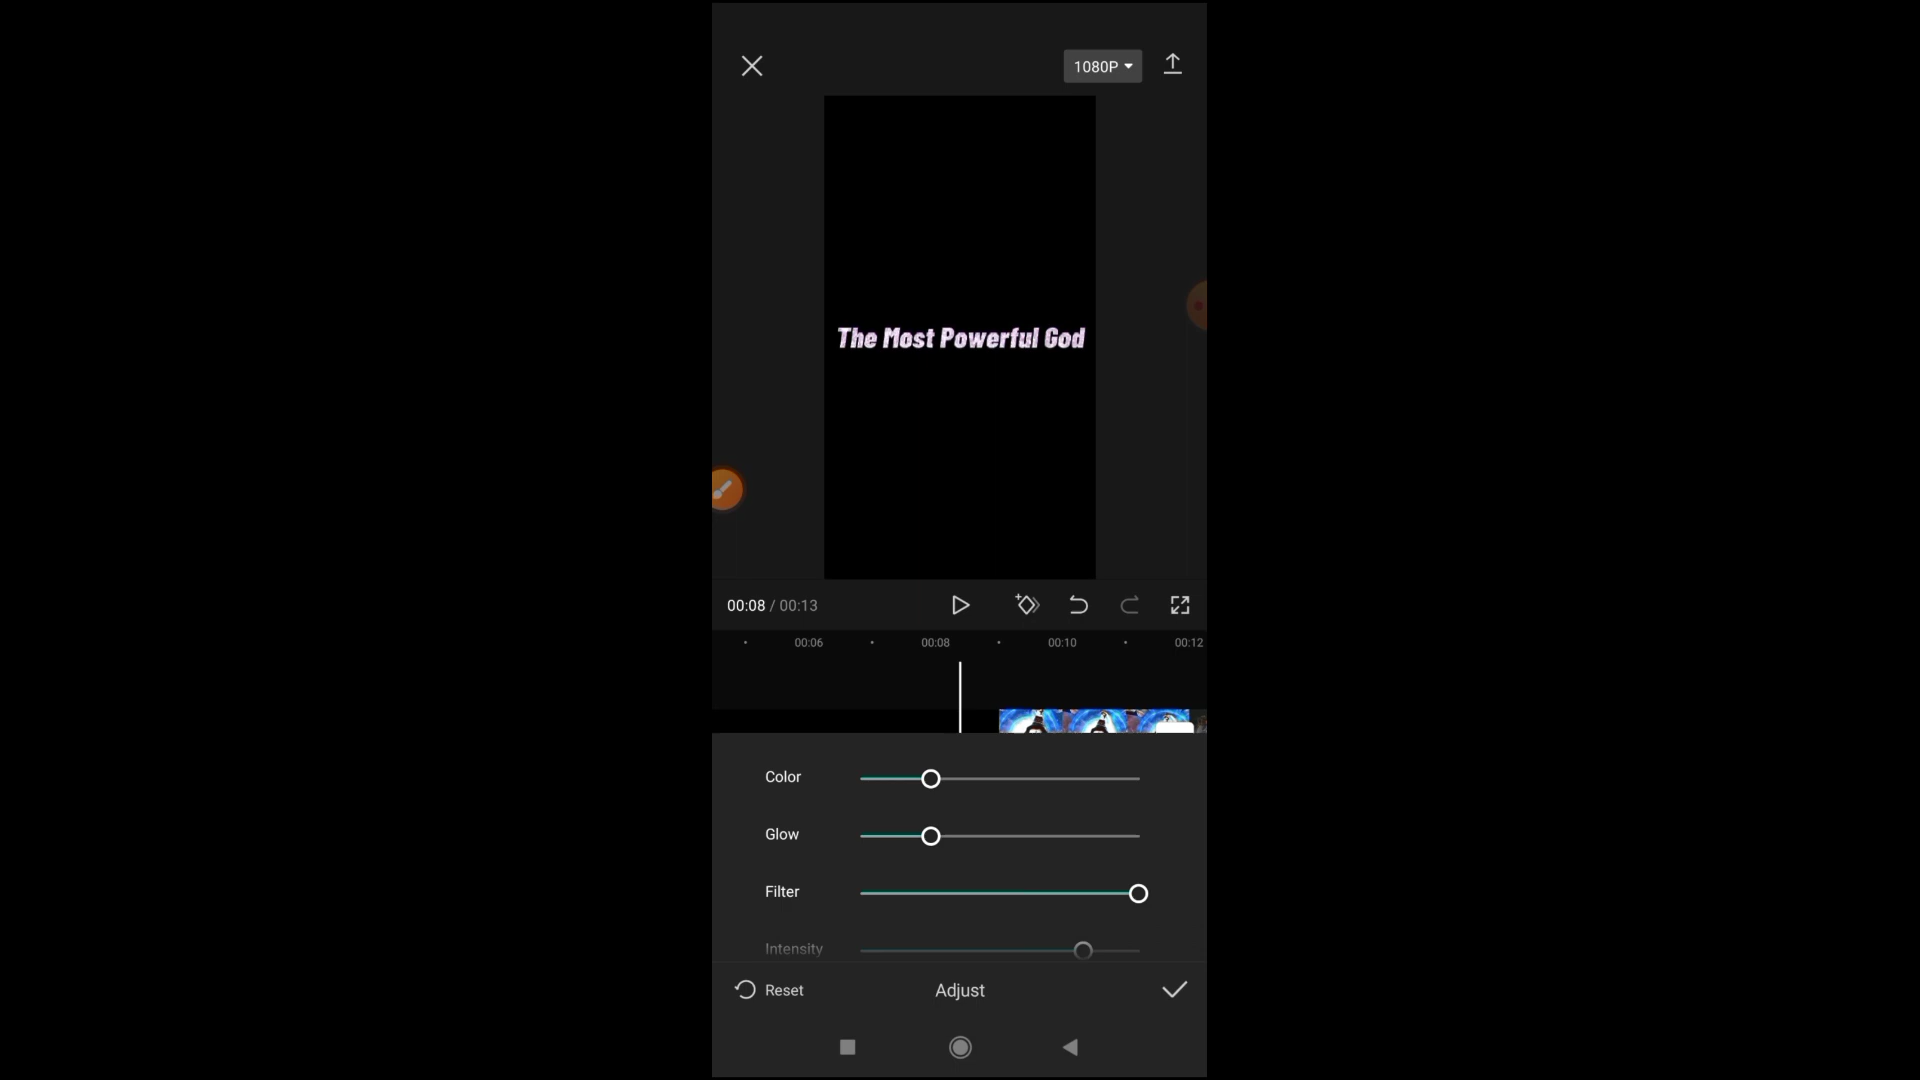 1080P
The Most Powerful God
00:08 / 00:13
00:06 00:08 00:10 00:12
Color
Glow
Filter
Intensity
Reset Adjust